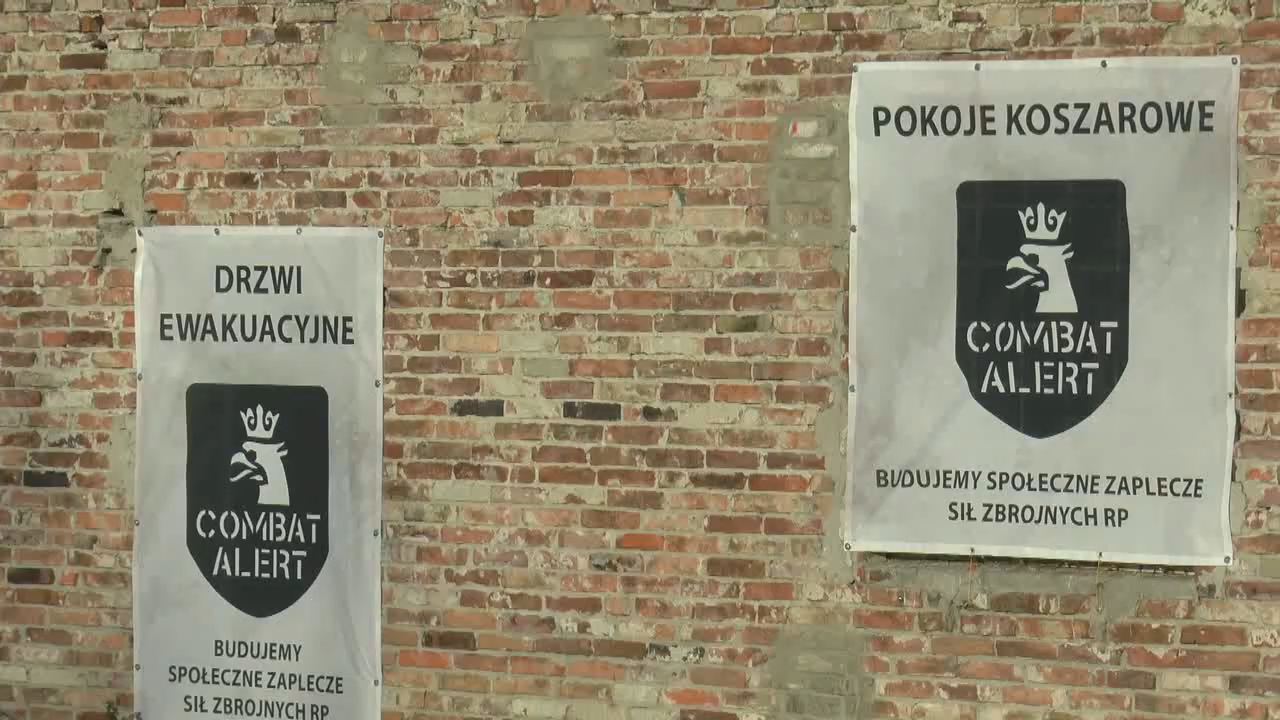 DRZWI
EWAKUACYJNE
COMBAT
ALERT
BUDUJEMY
SPOŁECZNE ZAPLECZE
SIŁ ZBROJNYCH RP
POKOJE KOSZAROWE
COMBAT
ALERT
BUDUJEMY SPOŁECZNE ZAPLECZE
SIŁ ZBROJNYCH RP